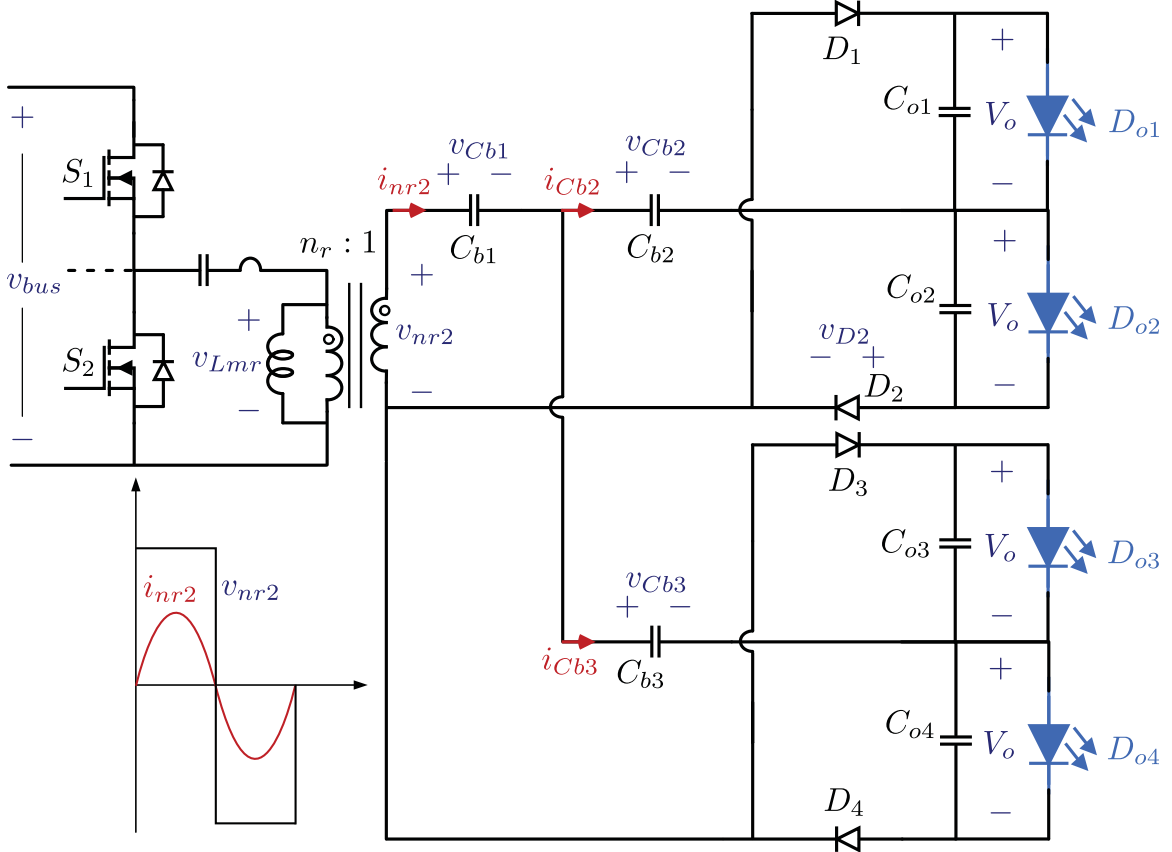 D1
+
Co1
Vo
Do1
−
+
S1
vCb1
+ −
vCb2
+ −
inr2
iCb2
Cb1
Cb2
nr : 1
+
Co2
Vo
Do2
−
vbus
+
vLmr
−
+
vnr2
−
S2
vD2
− +
D2
−
D3
+
Co3
Vo
Do3
−
inr2
vnr2
vCb3
+ −
iCb3
Cb3
+
Co4
Vo
Do4
−
D4